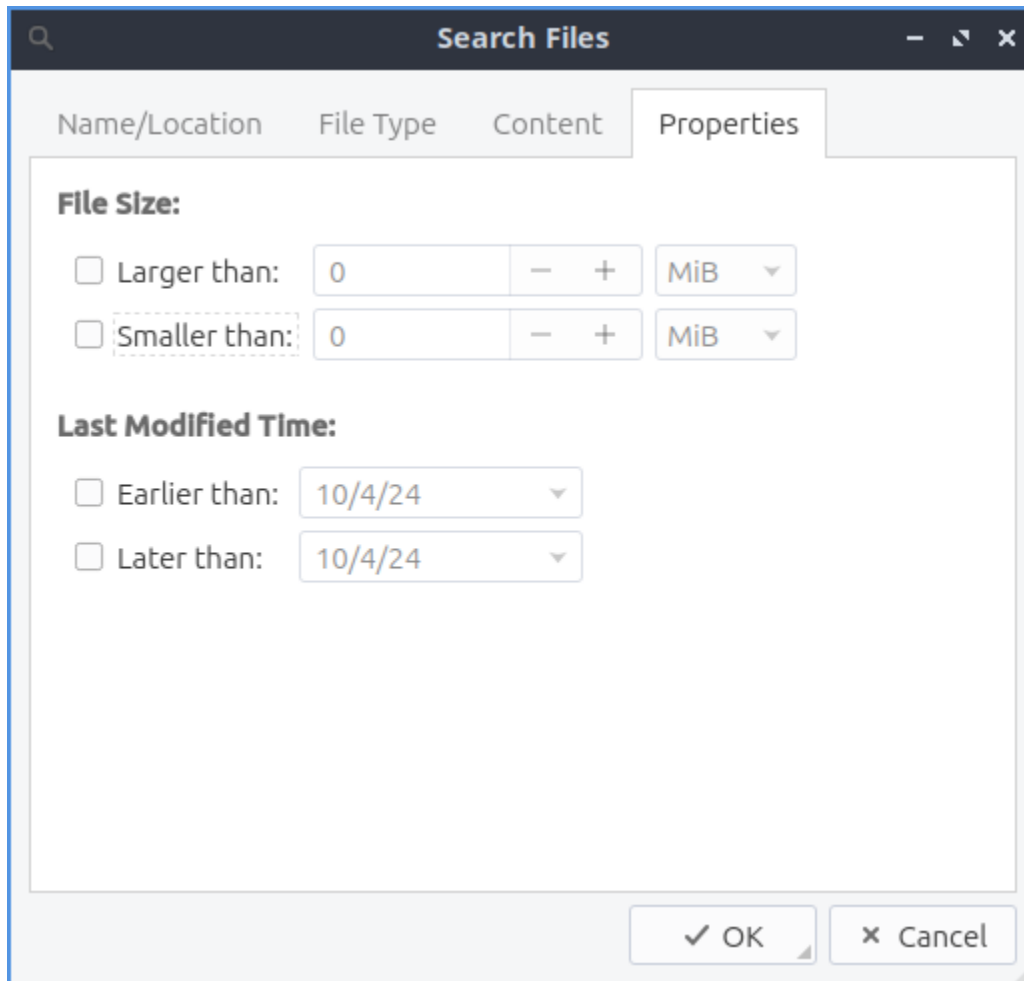 Search Files
Name/Location File Type Content Properties
File Size:
Larger than: 0 − + MiB
Smaller than: 0 − + MiB
Last Modified Time:
Earlier than: 10/4/24
Later than: 10/4/24
OK Cancel